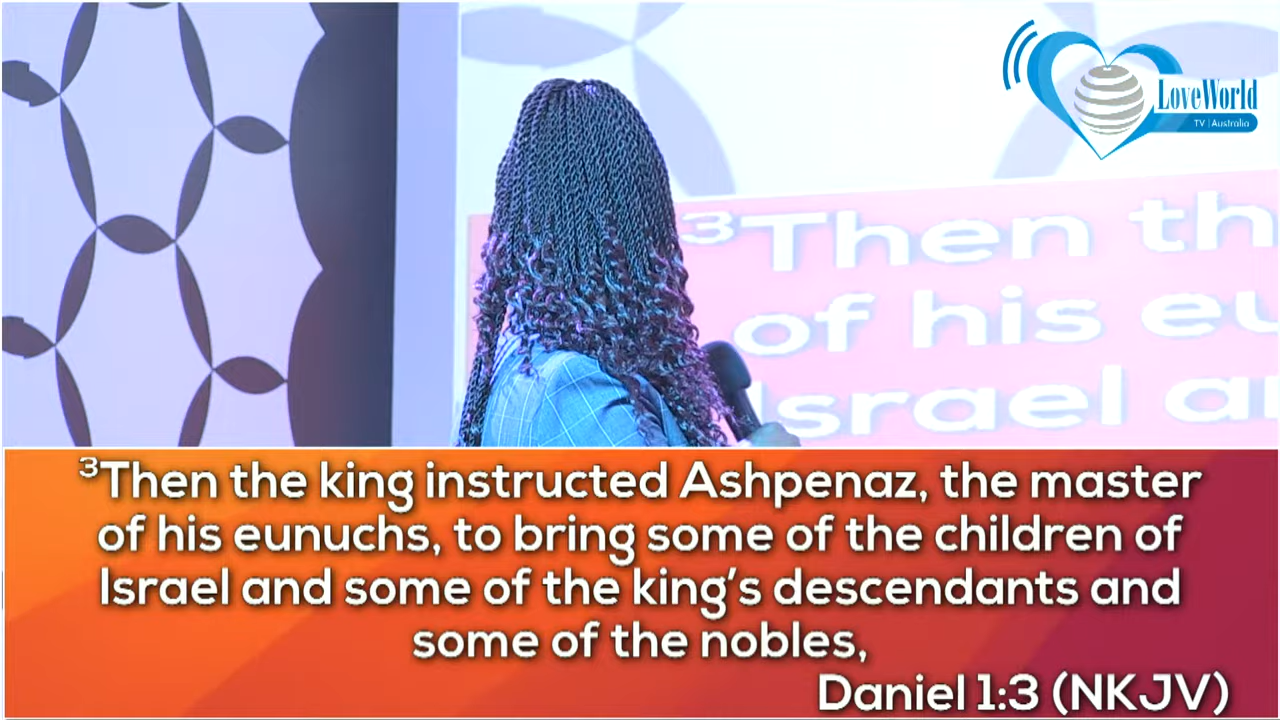 LoveWorld
TV | Australia
³Then th
of his eu
Israel a
³Then the king instructed Ashpenaz, the master
of his eunuchs, to bring some of the children of
Israel and some of the king's descendants and
some of the nobles,
Daniel 1:3 (NKJV)